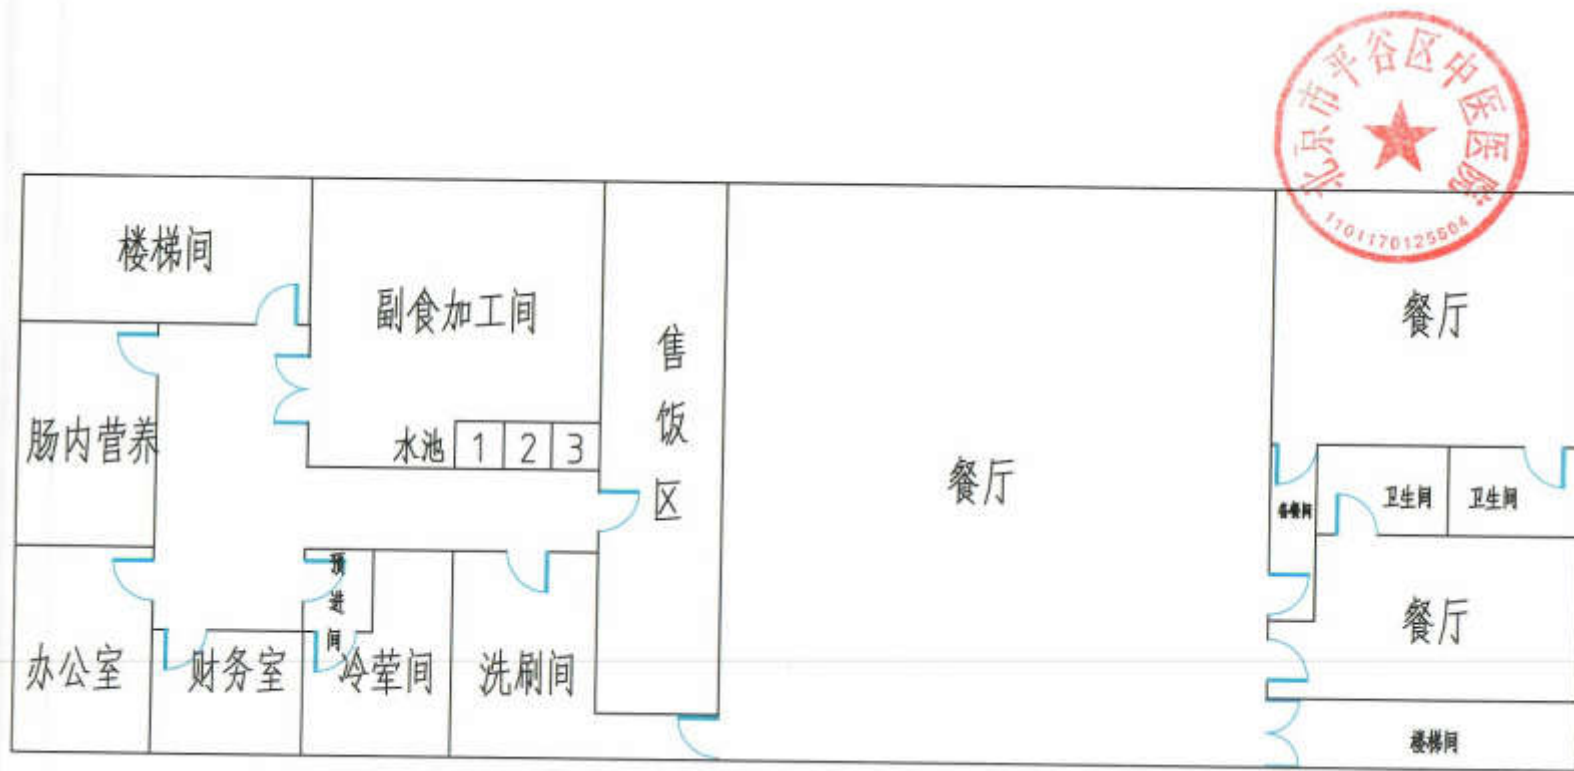 北京市平谷区中医医院
1101170125504
楼梯间
副食加工间
售饭区
餐厅
肠内营养
水池 1 2 3
餐厅
备餐间
卫生间
卫生间
预进间
餐厅
办公室
财务室
冷荤间
洗刷间
楼梯间